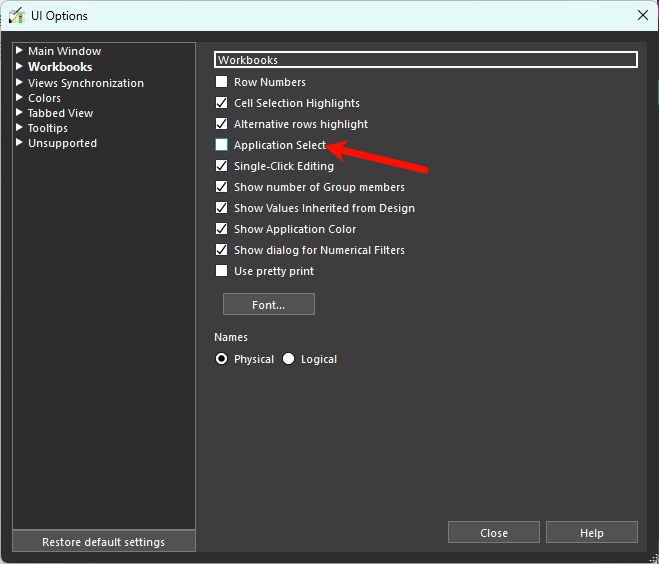 UI Options
Main Window
Workbooks
Views Synchronization
Colors
Tabbed View
Tooltips
Unsupported
Restore default settings
Workbooks
Row Numbers
Cell Selection Highlights
Alternative rows highlight
Application Select
Single-Click Editing
Show number of Group members
Show Values Inherited from Design
Show Application Color
Show dialog for Numerical Filters
Use pretty print
Font...
Names
Physical Logical
Close Help